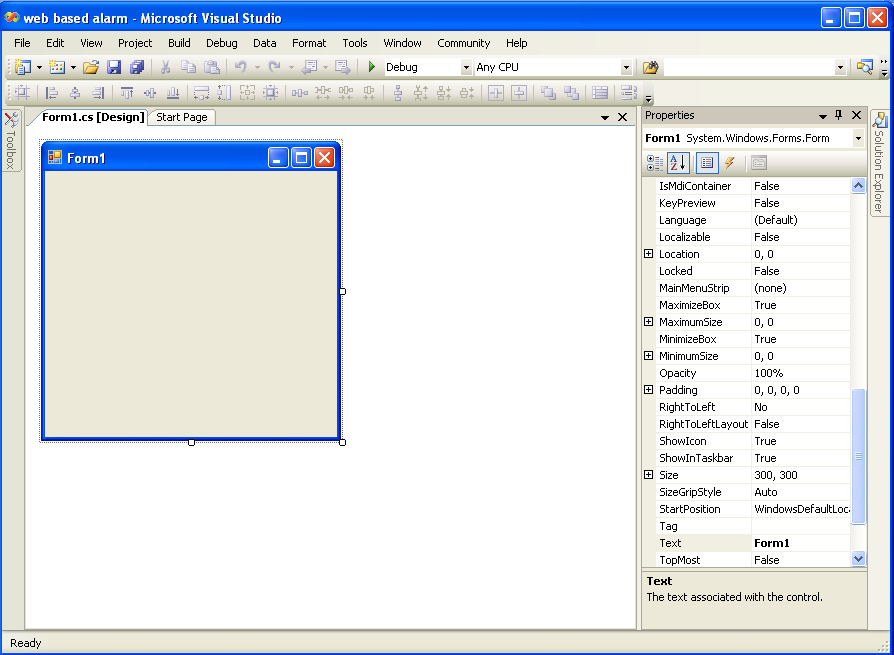 web based alarm - Microsoft Visual Studio
File Edit View Project Build Debug Data Format Tools Window Community Help
Debug Any CPU
Toolbox
Form1.cs [Design] Start Page
Form1
Properties
Form1 System.Windows.Forms.Form
A Z
IsMdiContainer False
KeyPreview False
Language (Default)
Localizable False
Location 0, 0
Locked False
MainMenuStrip (none)
MaximizeBox True
MaximumSize 0, 0
MinimizeBox True
MinimumSize 0, 0
Opacity 100%
Padding 0, 0, 0, 0
RightToLeft No
RightToLeftLayout False
ShowIcon True
ShowInTaskbar True
Size 300, 300
SizeGripStyle Auto
StartPosition WindowsDefaultLoc
Tag
Text Form1
TopMost False
Text
The text associated with the control.
Solution Explorer
Ready